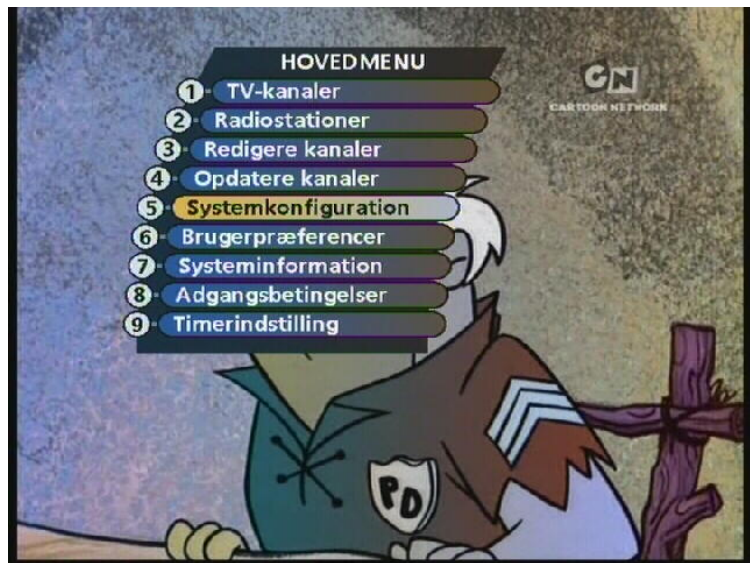 HOVEDMENU
1 TV-kanaler
2 Radiostationer
3 Redigere kanaler
4 Opdatere kanaler
5 Systemkonfiguration
6 Brugerpræferencer
7 Systeminformation
8 Adgangsbetingelser
9 Timerindstilling
CN
CARTOON NETWORK
PD